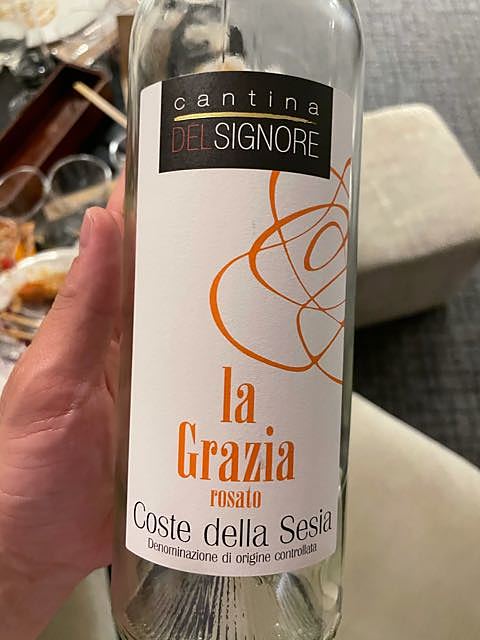 cantina
DELSIGNORE
la
Grazia
rosato
Coste della Sesia
Denominazione di origine controllata